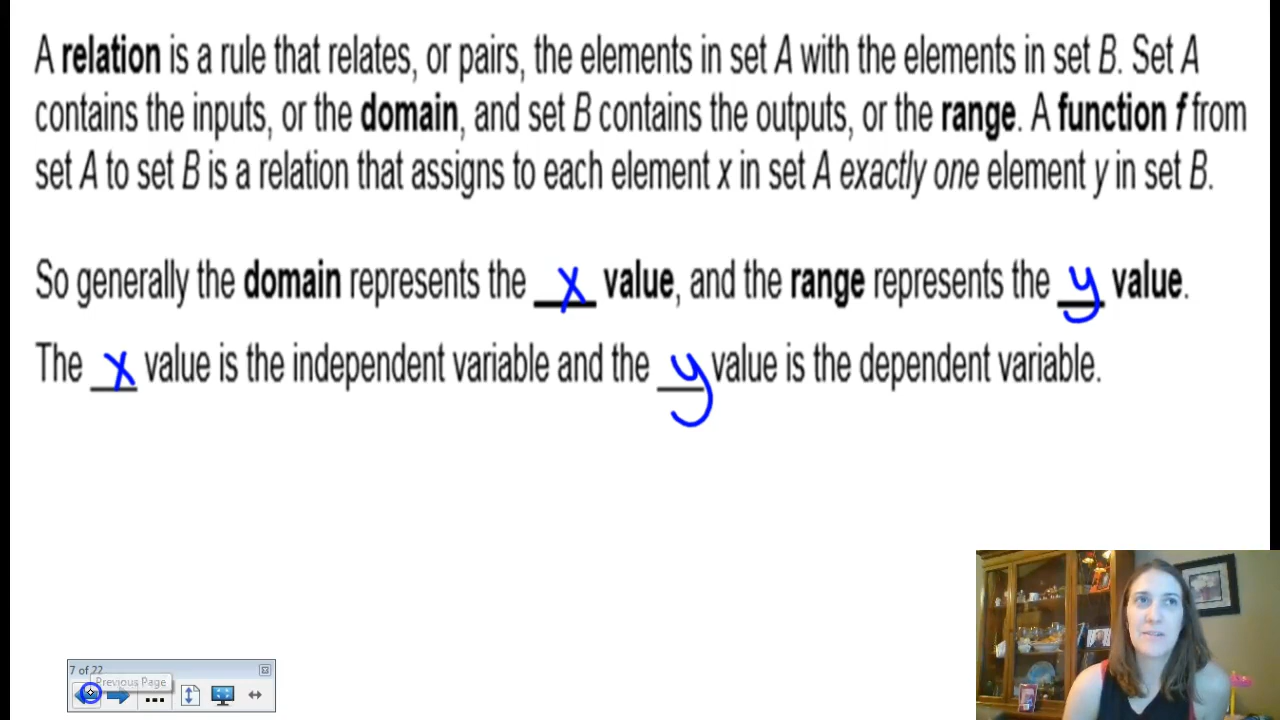 A relation is a rule that relates, or pairs, the elements in set A with the elements in set B. Set A
contains the inputs, or the domain, and set B contains the outputs, or the range. A function f from
set A to set B is a relation that assigns to each element x in set A exactly one element y in set B.
So generally the domain represents the x value, and the range represents the y value.
The x value is the independent variable and the y value is the dependent variable.
7 of 22
Previous Page